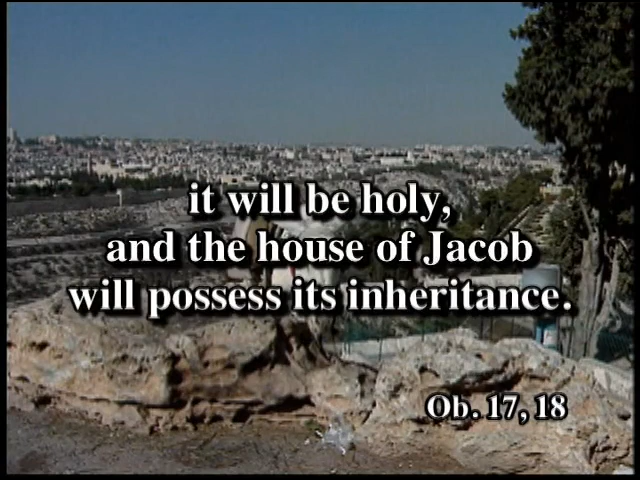 it will be holy,
and the house of Jacob
will possess its inheritance.
Ob. 17, 18